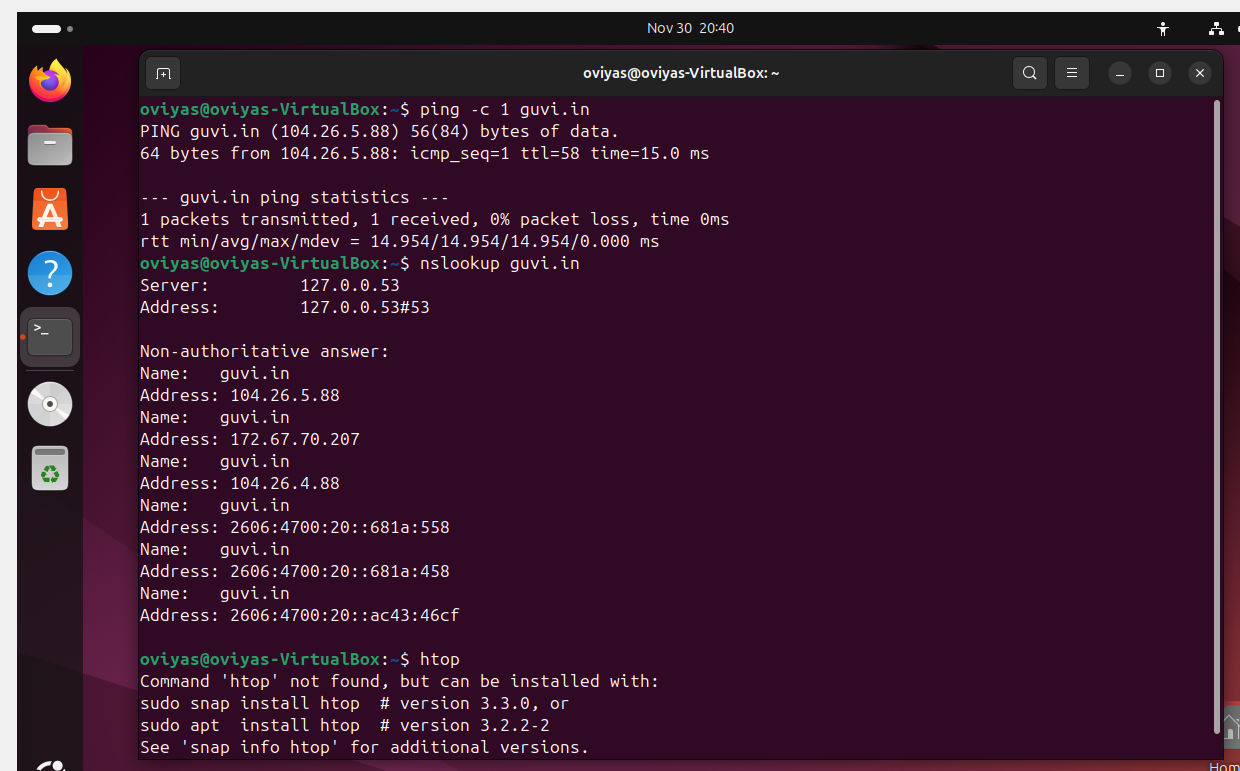 Nov 30 20:40
oviyas@oviyas-VirtualBox: ~
oviyas@oviyas-VirtualBox:~$ ping -c 1 guvi.in
PING guvi.in (104.26.5.88) 56(84) bytes of data.
64 bytes from 104.26.5.88: icmp_seq=1 ttl=58 time=15.0 ms

--- guvi.in ping statistics ---
1 packets transmitted, 1 received, 0% packet loss, time 0ms
rtt min/avg/max/mdev = 14.954/14.954/14.954/0.000 ms
oviyas@oviyas-VirtualBox:~$ nslookup guvi.in
Server:         127.0.0.53
Address:        127.0.0.53#53

Non-authoritative answer:
Name:   guvi.in
Address: 104.26.5.88
Name:   guvi.in
Address: 172.67.70.207
Name:   guvi.in
Address: 104.26.4.88
Name:   guvi.in
Address: 2606:4700:20::681a:558
Name:   guvi.in
Address: 2606:4700:20::681a:458
Name:   guvi.in
Address: 2606:4700:20::ac43:46cf

oviyas@oviyas-VirtualBox:~$ htop
Command 'htop' not found, but can be installed with:
sudo snap install htop  # version 3.3.0, or
sudo apt  install htop  # version 3.2.2-2
See 'snap info htop' for additional versions.